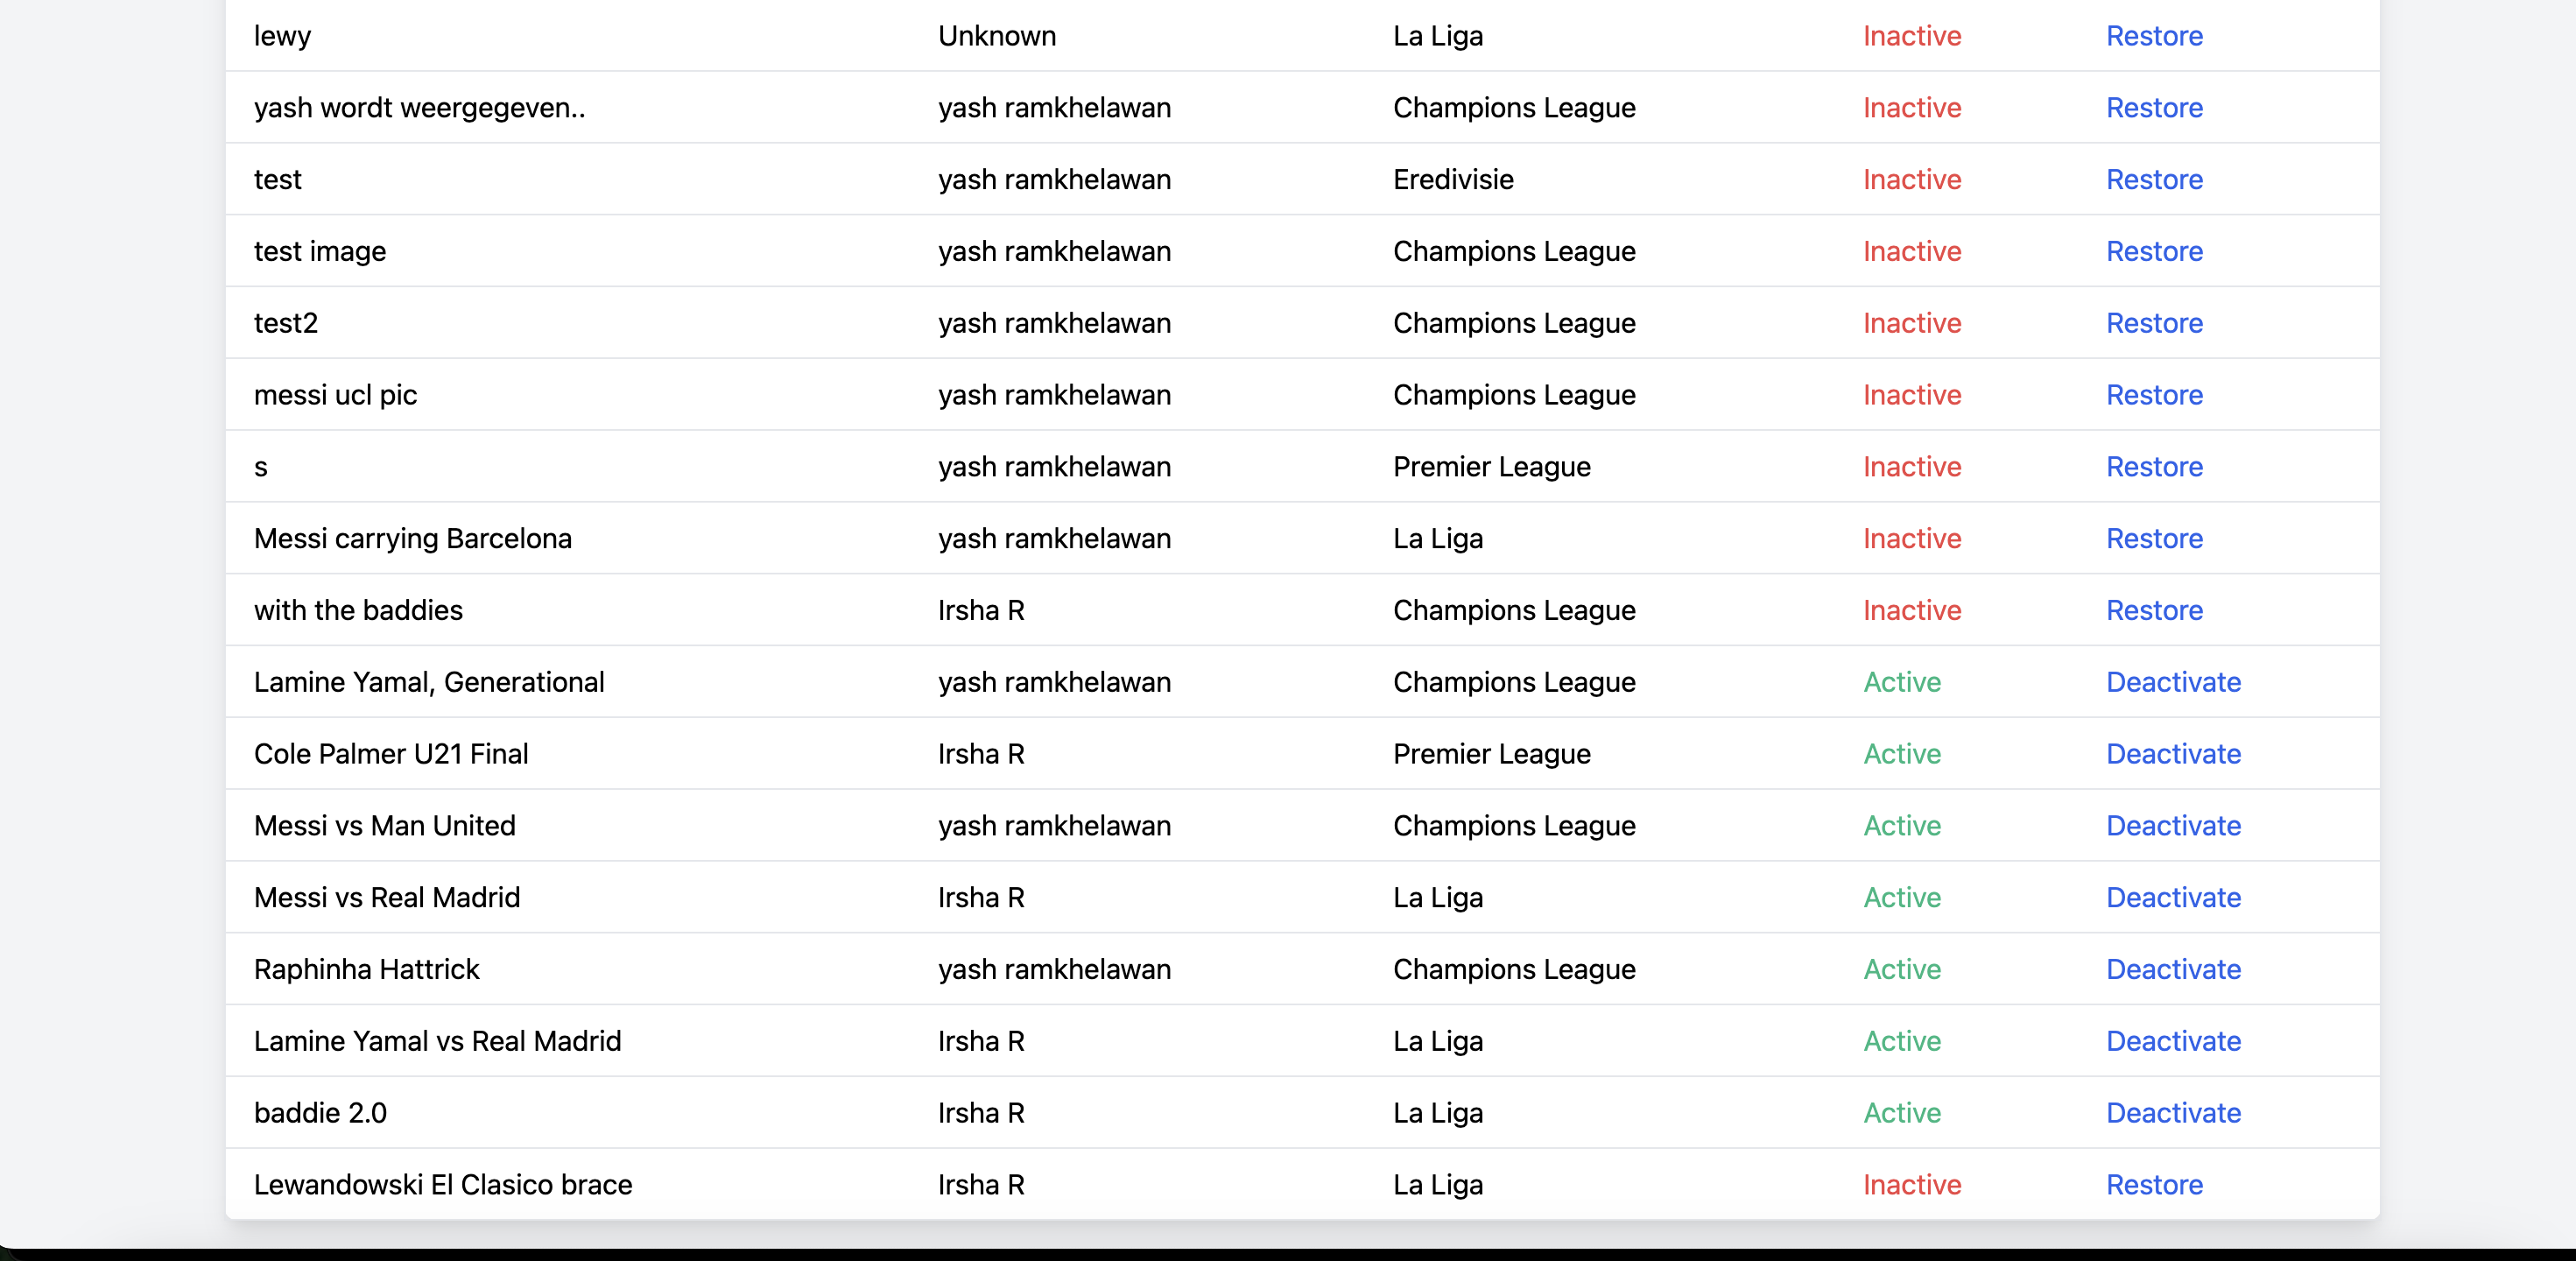 lewy Unknown La Liga Inactive Restore
yash wordt weergegeven.. yash ramkhelawan Champions League Inactive Restore
test yash ramkhelawan Eredivisie Inactive Restore
test image yash ramkhelawan Champions League Inactive Restore
test2 yash ramkhelawan Champions League Inactive Restore
messi ucl pic yash ramkhelawan Champions League Inactive Restore
s yash ramkhelawan Premier League Inactive Restore
Messi carrying Barcelona yash ramkhelawan La Liga Inactive Restore
with the baddies Irsha R Champions League Inactive Restore
Lamine Yamal, Generational yash ramkhelawan Champions League Active Deactivate
Cole Palmer U21 Final Irsha R Premier League Active Deactivate
Messi vs Man United yash ramkhelawan Champions League Active Deactivate
Messi vs Real Madrid Irsha R La Liga Active Deactivate
Raphinha Hattrick yash ramkhelawan Champions League Active Deactivate
Lamine Yamal vs Real Madrid Irsha R La Liga Active Deactivate
baddie 2.0 Irsha R La Liga Active Deactivate
Lewandowski El Clasico brace Irsha R La Liga Inactive Restore